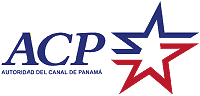 ACP
AUTORIDAD DEL CANAL DE PANAMÁ